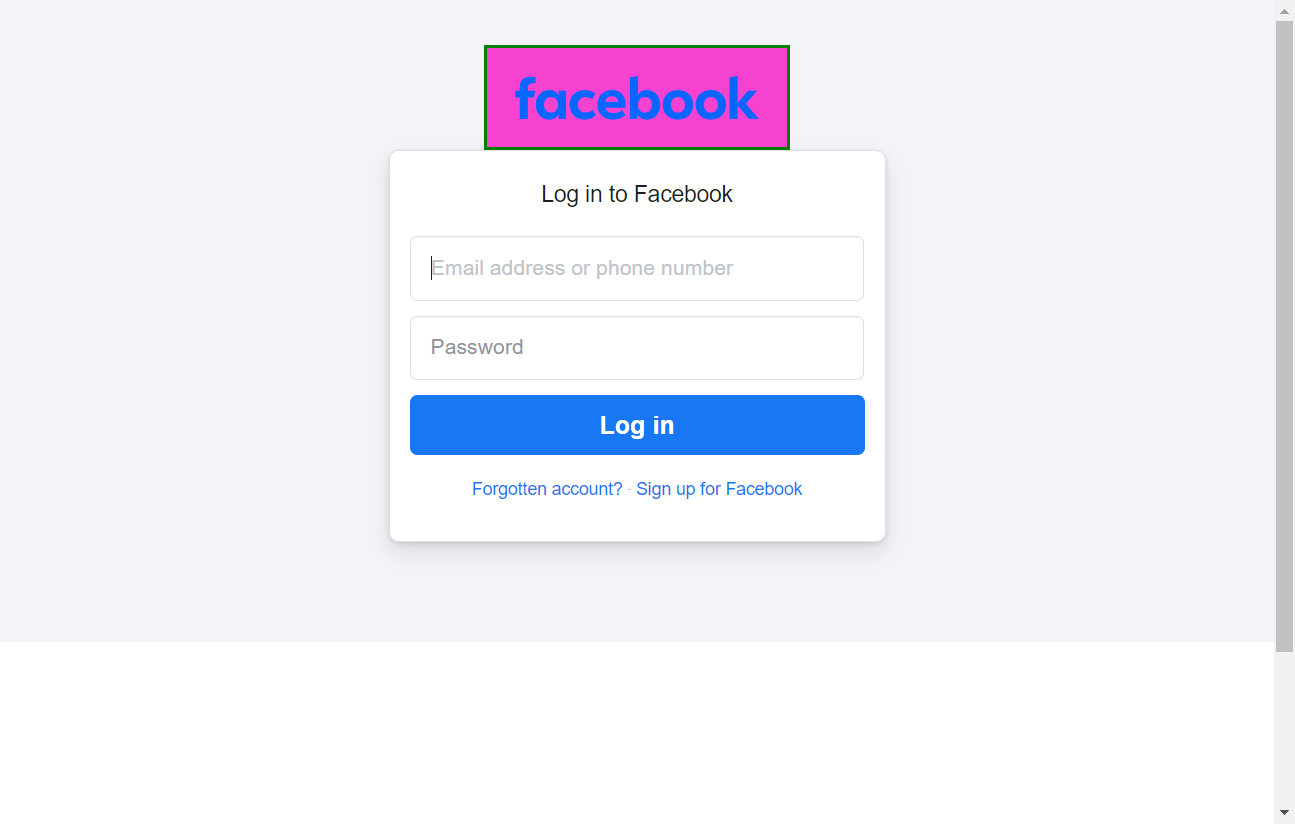 facebook
Log in to Facebook
Email address or phone number
Password
Log in
Forgotten account? · Sign up for Facebook